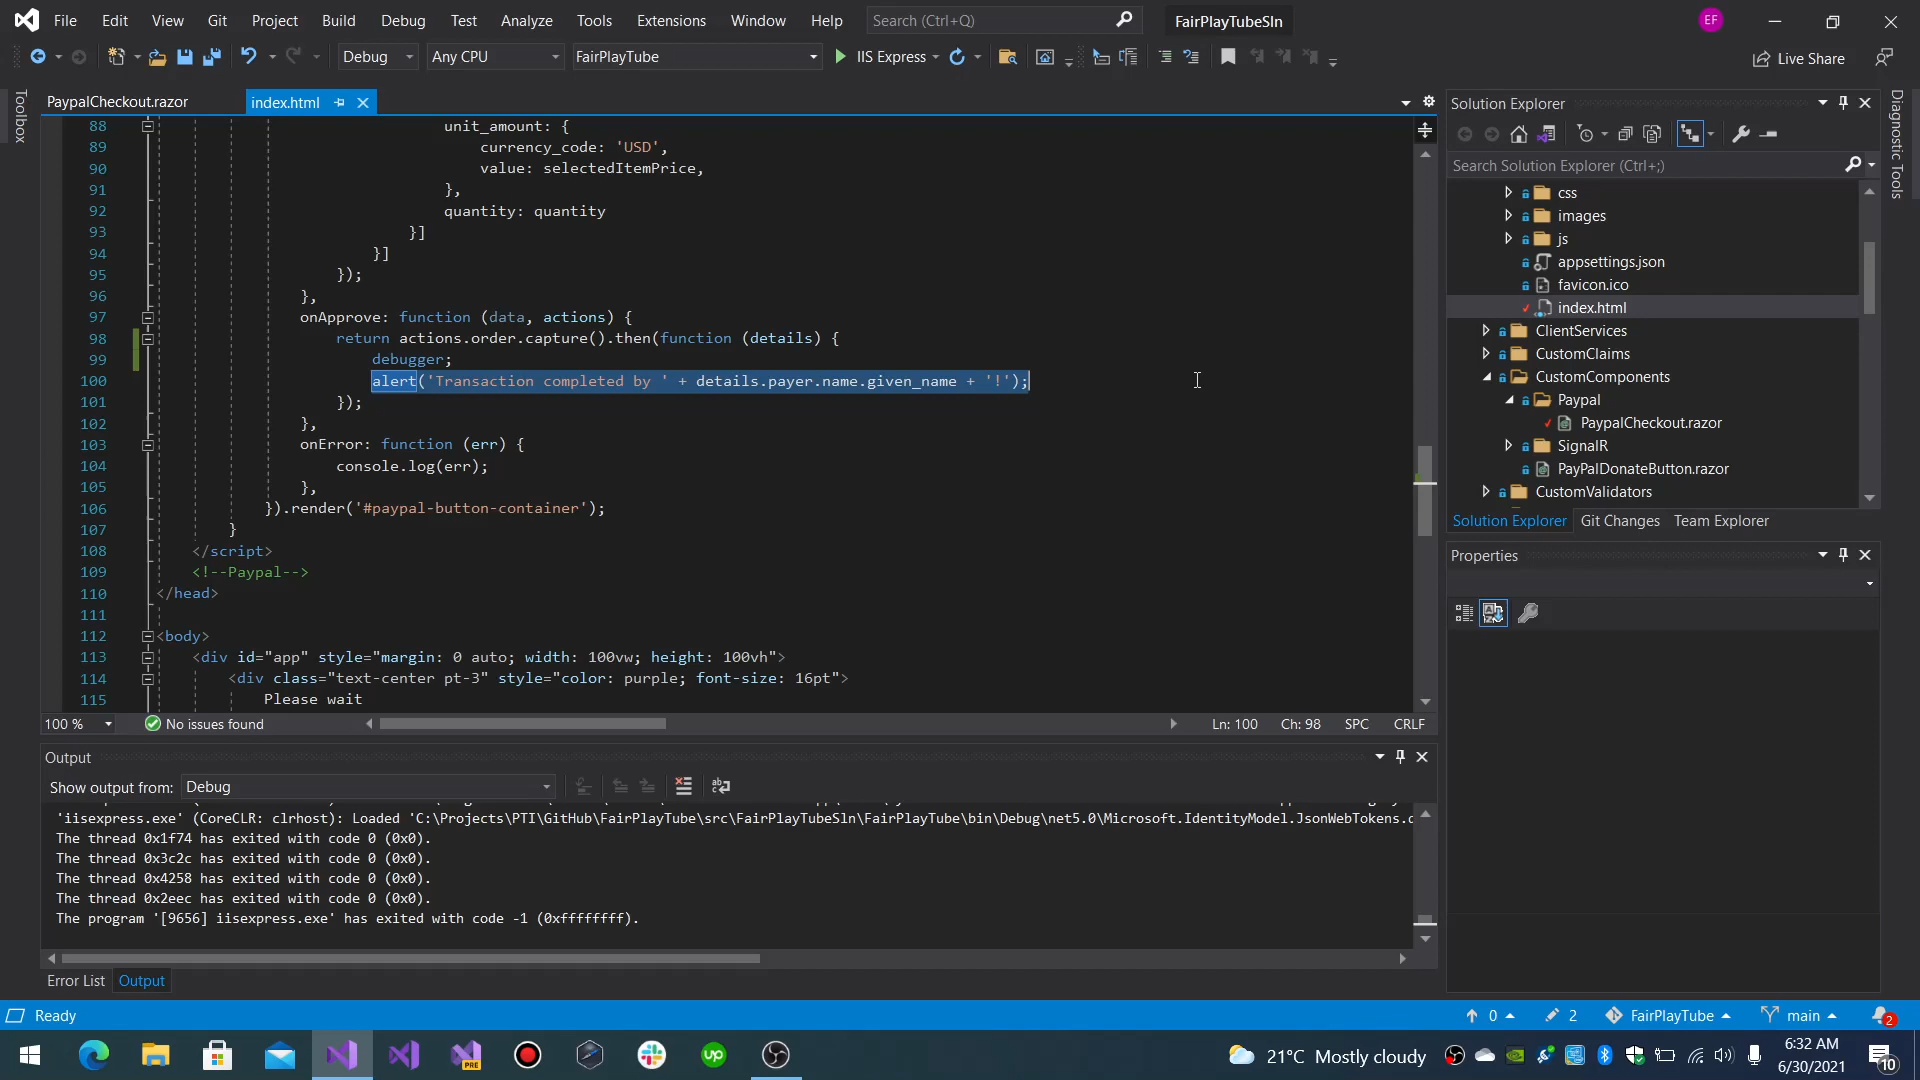 File Edit View Git Project Build Debug Test Analyze Tools Extensions Window Help Search (Ctrl+Q) FairPlayTubeSln EF
Debug Any CPU FairPlayTube IIS Express Live Share
Toolbox
PaypalCheckout.razor index.html
88 unit_amount: {
89 currency_code: 'USD',
90 value: selectedItemPrice,
91 },
92 quantity: quantity
93 }]
94 }]
95 });
96 },
97 onApprove: function (data, actions) {
98 return actions.order.capture().then(function (details) {
99 debugger;
100 alert('Transaction completed by ' + details.payer.name.given_name + '!');
101 });
102 },
103 onError: function (err) {
104 console.log(err);
105 },
106 }).render('#paypal-button-container');
107 }
108 </script>
109 <!--Paypal-->
110 </head>
111
112 <body>
113 <div id="app" style="margin: 0 auto; width: 100vw; height: 100vh">
114 <div class="text-center pt-3" style="color: purple; font-size: 16pt">
115 Please wait
100 % No issues found Ln: 100 Ch: 98 SPC CRLF
Output
Show output from: Debug
'iisexpress.exe' (CoreCLR: clrhost): Loaded 'C:\Projects\PTI\GitHub\FairPlayTube\src\FairPlayTubeSln\FairPlayTube\bin\Debug\net5.0\Microsoft.IdentityModel.JsonWebTokens.d
The thread 0x1f74 has exited with code 0 (0x0).
The thread 0x3c2c has exited with code 0 (0x0).
The thread 0x4258 has exited with code 0 (0x0).
The thread 0x2eec has exited with code 0 (0x0).
The program '[9656] iisexpress.exe' has exited with code -1 (0xffffffff).
Error List Output
Solution Explorer
Search Solution Explorer (Ctrl+;)
css
images
js
appsettings.json
favicon.ico
index.html
ClientServices
CustomClaims
CustomComponents
Paypal
PaypalCheckout.razor
SignalR
PayPalDonateButton.razor
CustomValidators
Solution Explorer Git Changes Team Explorer
Properties
Diagnostic Tools
Ready 0 2 FairPlayTube main 2
PRE up 21°C Mostly cloudy 6:32 AM
6/30/2021 10